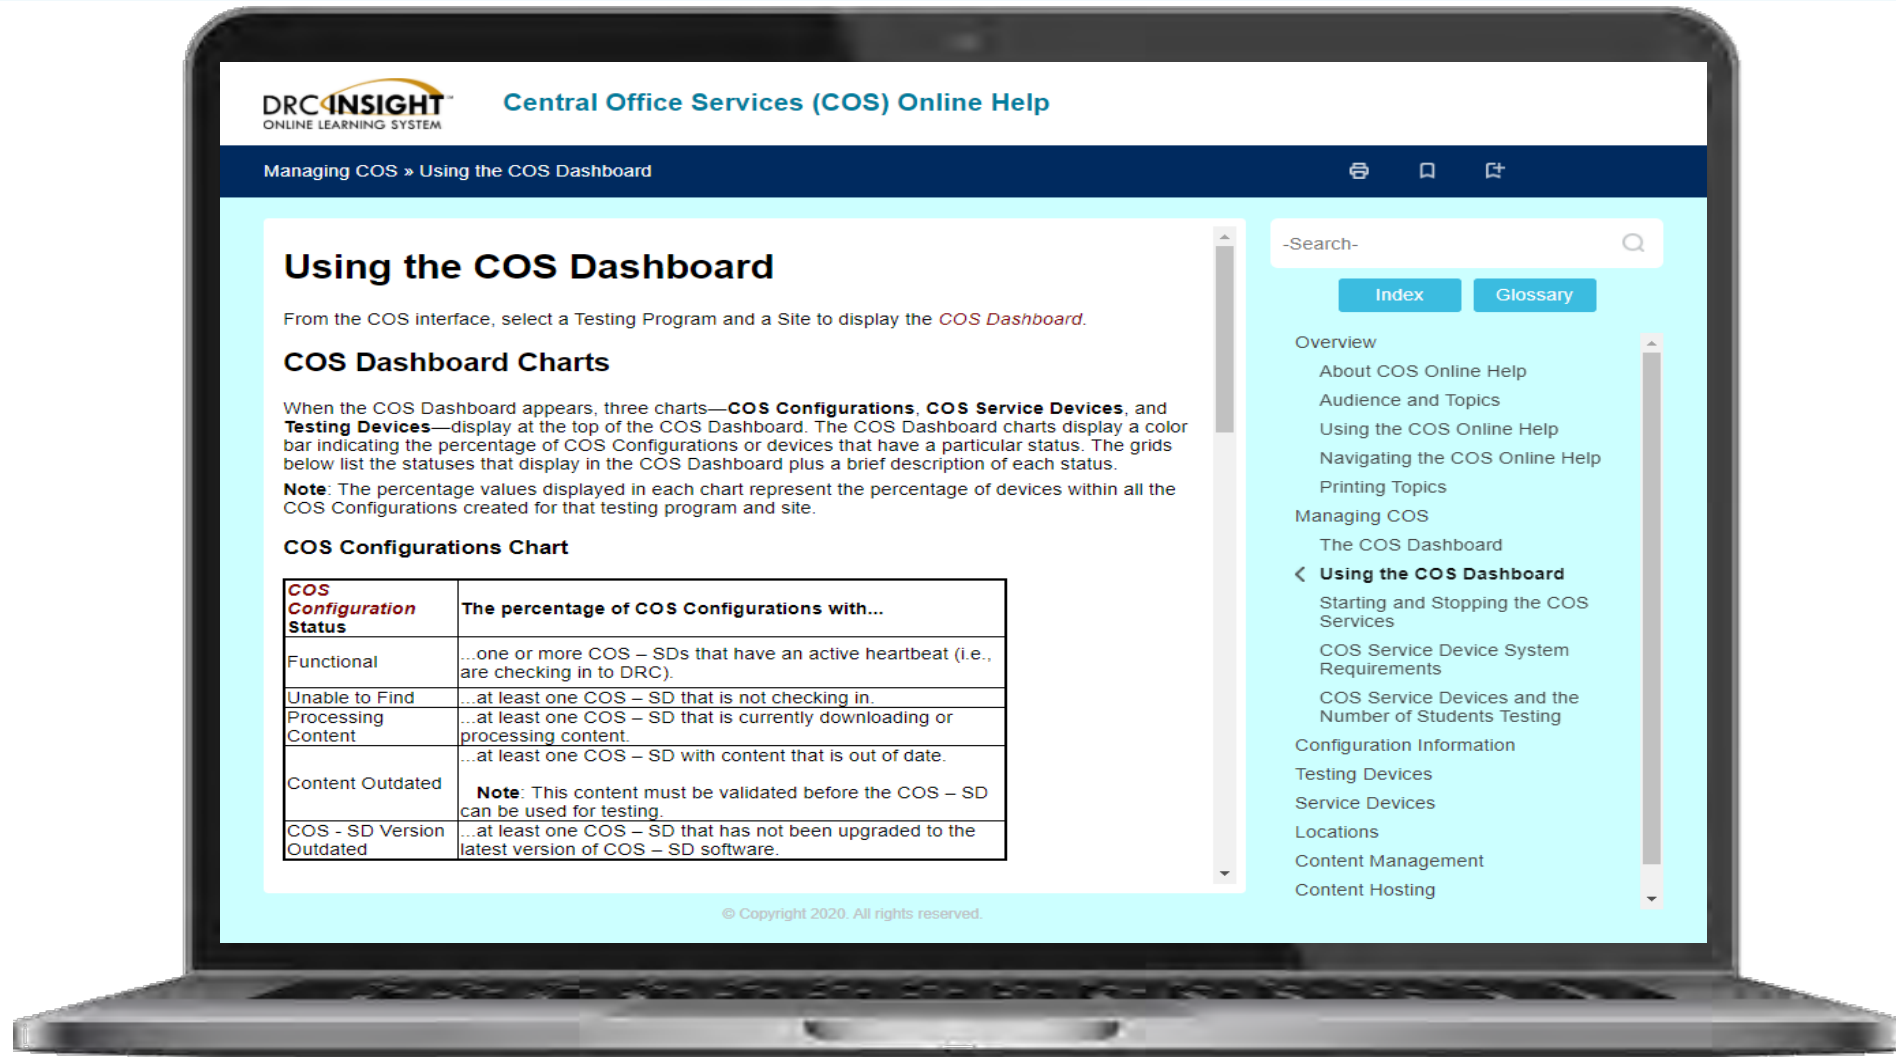 DRC INSIGHT™
ONLINE LEARNING SYSTEM
Central Office Services (COS) Online Help
Managing COS » Using the COS Dashboard
Using the COS Dashboard
From the COS interface, select a Testing Program and a Site to display the COS Dashboard.
COS Dashboard Charts
When the COS Dashboard appears, three charts—COS Configurations, COS Service Devices, and
Testing Devices—display at the top of the COS Dashboard. The COS Dashboard charts display a color
bar indicating the percentage of COS Configurations or devices that have a particular status. The grids
below list the statuses that display in the COS Dashboard plus a brief description of each status.
Note: The percentage values displayed in each chart represent the percentage of devices within all the
COS Configurations created for that testing program and site.
COS Configurations Chart
COS
Configuration
Status
The percentage of COS Configurations with...
Functional
...one or more COS – SDs that have an active heartbeat (i.e.,
are checking in to DRC).
Unable to Find
...at least one COS – SD that is not checking in.
Processing
Content
...at least one COS – SD that is currently downloading or
processing content.
Content Outdated
...at least one COS – SD with content that is out of date.
Note: This content must be validated before the COS – SD
can be used for testing.
COS - SD Version
Outdated
...at least one COS – SD that has not been upgraded to the
latest version of COS – SD software.
-Search-
Index
Glossary
Overview
About COS Online Help
Audience and Topics
Using the COS Online Help
Navigating the COS Online Help
Printing Topics
Managing COS
The COS Dashboard
Using the COS Dashboard
Starting and Stopping the COS
Services
COS Service Device System
Requirements
COS Service Devices and the
Number of Students Testing
Configuration Information
Testing Devices
Service Devices
Locations
Content Management
Content Hosting
© Copyright 2020. All rights reserved.